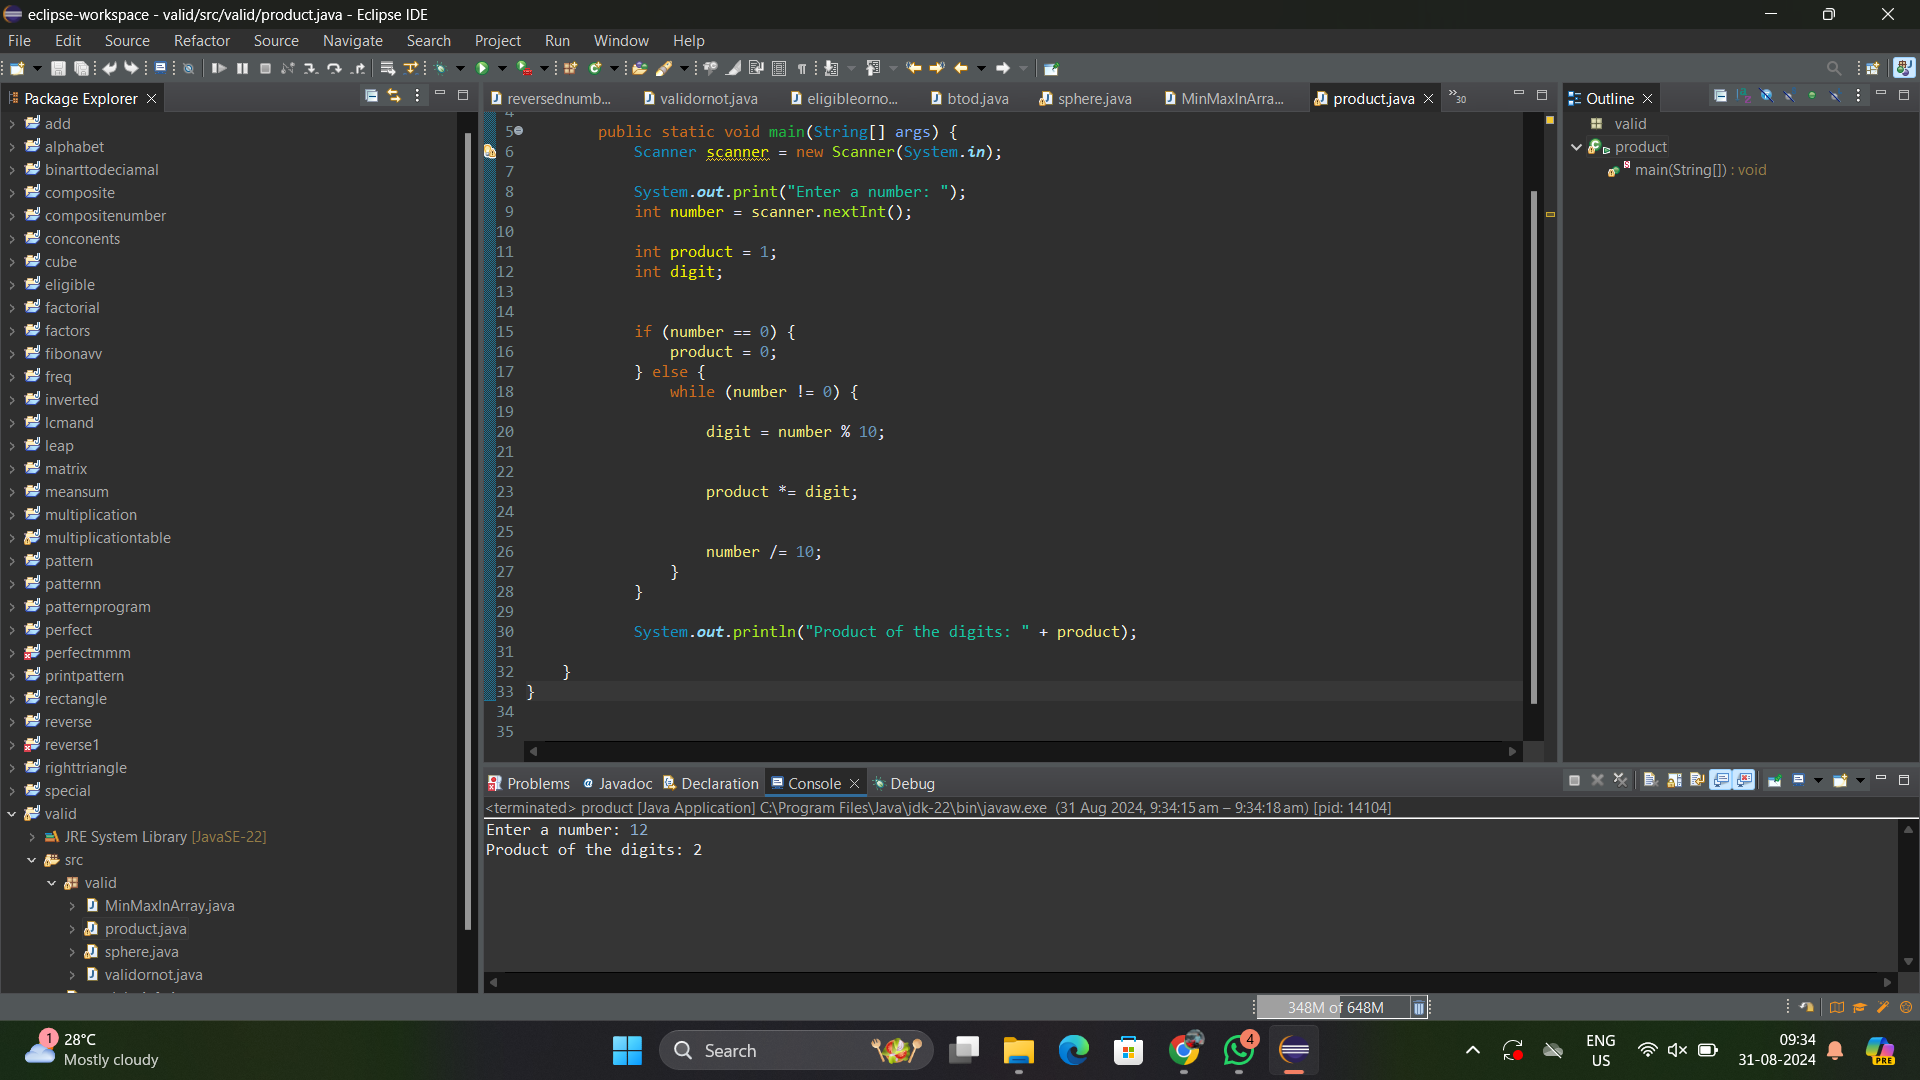 eclipse-workspace - valid/src/valid/product.java - Eclipse IDE
File Edit Source Refactor Source Navigate Search Project Run Window Help
Package Explorer
add
alphabet
binarttodeciamal
composite
compositenumber
conconents
cube
eligible
factorial
factors
fibonavv
freq
inverted
lcmand
leap
matrix
meansum
multiplication
multiplicationtable
pattern
patternn
patternprogram
perfect
perfectmmm
printpattern
rectangle
reverse
reverse1
righttriangle
special
valid
JRE System Library [JavaSE-22]
src
valid
MinMaxInArray.java
product.java
sphere.java
validornot.java
reversednumb... validornot.java eligibleorno... btod.java sphere.java MinMaxInArra... product.java »30
5 public static void main(String[] args) {
6 Scanner scanner = new Scanner(System.in);
7
8 System.out.print("Enter a number: ");
9 int number = scanner.nextInt();
10
11 int product = 1;
12 int digit;
13
14
15 if (number == 0) {
16 product = 0;
17 } else {
18 while (number != 0) {
19
20 digit = number % 10;
21
22
23 product *= digit;
24
25
26 number /= 10;
27 }
28 }
29
30 System.out.println("Product of the digits: " + product);
31
32 }
33 }
34
35
Outline
valid
product
main(String[]) : void
Problems @ Javadoc Declaration Console Debug
<terminated> product [Java Application] C:\Program Files\Java\jdk-22\bin\javaw.exe (31 Aug 2024, 9:34:15 am – 9:34:18 am) [pid: 14104]
Enter a number: 12
Product of the digits: 2
348M of 648M
1
28°C
Mostly cloudy
Search
4
ENG
US
09:34
31-08-2024
PRE